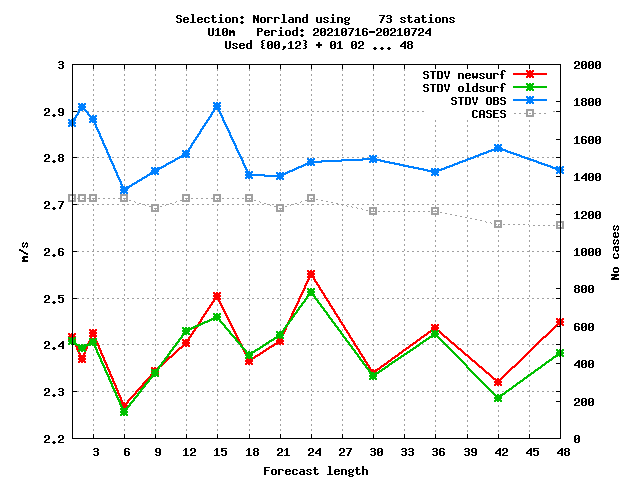 Selection: Norrland using    73 stations
U10m   Period: 20210716-20210724
Used {00,12} + 01 02 ... 48
STDV newsurf
STDV oldsurf
STDV OBS
CASES
3
2.9
2.8
2.7
2.6
2.5
2.4
2.3
2.2
m/s
2000
1800
1600
1400
1200
1000
800
600
400
200
0
No cases
3 6 9 12 15 18 21 24 27 30 33 36 39 42 45 48
Forecast length